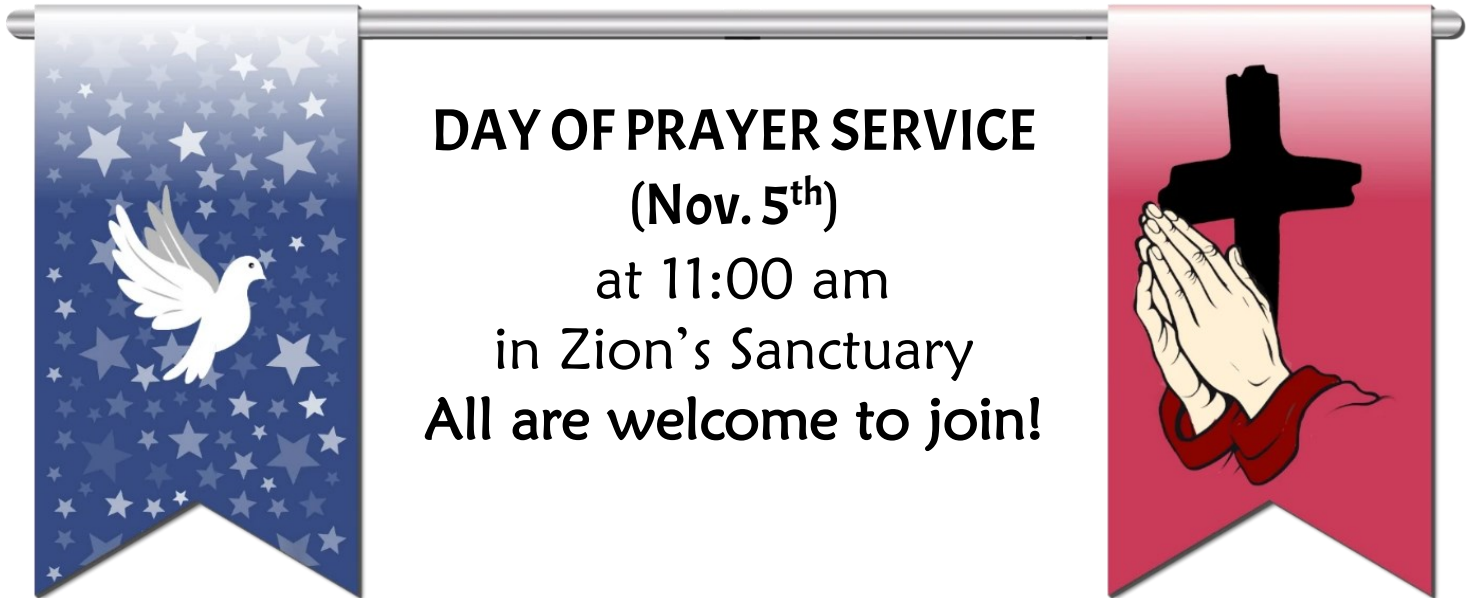 DAY OF PRAYER SERVICE
(Nov. 5th)
at 11:00 am
in Zion’s Sanctuary
All are welcome to join!